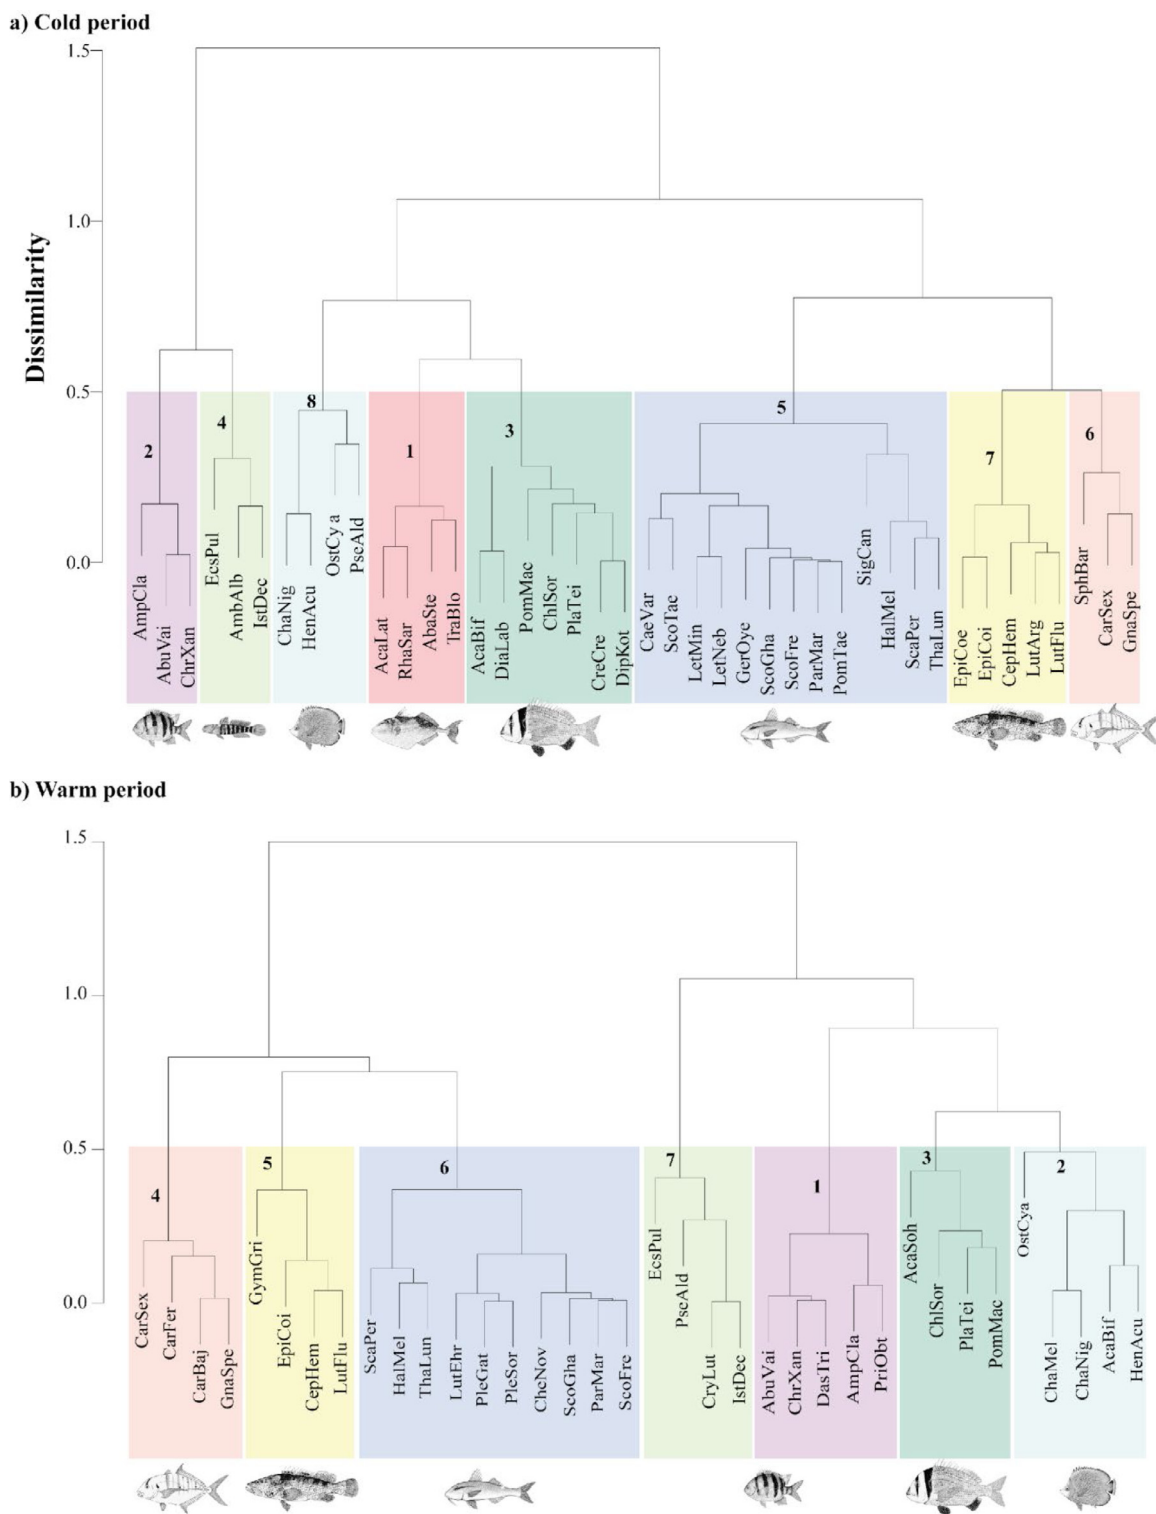 a) Cold period
Dissimilarity
1.5
1.0
0.5
0.0
2
4
8
1
3
5
7
6
AmpCla
AbuVai
ChrXan
EcsPul
AmbAlb
IstDec
ChaNig
HenAcu
OstCy a
PseAld
AcaLat
RhaSar
AbaSte
TraBlo
AcaBif
DiaLab
PomMac
ChlSor
PlaTei
CreCre
DipKot
CaeVar
ScoTae
LetMin
LetNeb
GerOye
ScoGha
ScoFre
ParMar
PomTae
SigCan
HalMel
ScaPer
ThaLun
EpiCoe
EpiCoi
CepHem
LutArg
LutFlu
SphBar
CarSex
GnaSpe
b) Warm period
1.5
1.0
0.5
0.0
4
5
6
7
1
3
2
CarSex
CarFer
CarBaj
GnaSpe
GymGri
EpiCoi
CepHem
LutFlu
ScaPer
HalMel
ThaLun
LutEhr
PleGat
PleSor
CheNov
ScoGha
ParMar
ScoFre
EcsPul
PseAld
CryLut
IstDec
AbuVai
ChrXan
DasTri
AmpCla
PriObt
AcaSoh
ChlSor
PlaTei
PomMac
OstCya
ChaMel
ChaNig
AcaBif
HenAcu